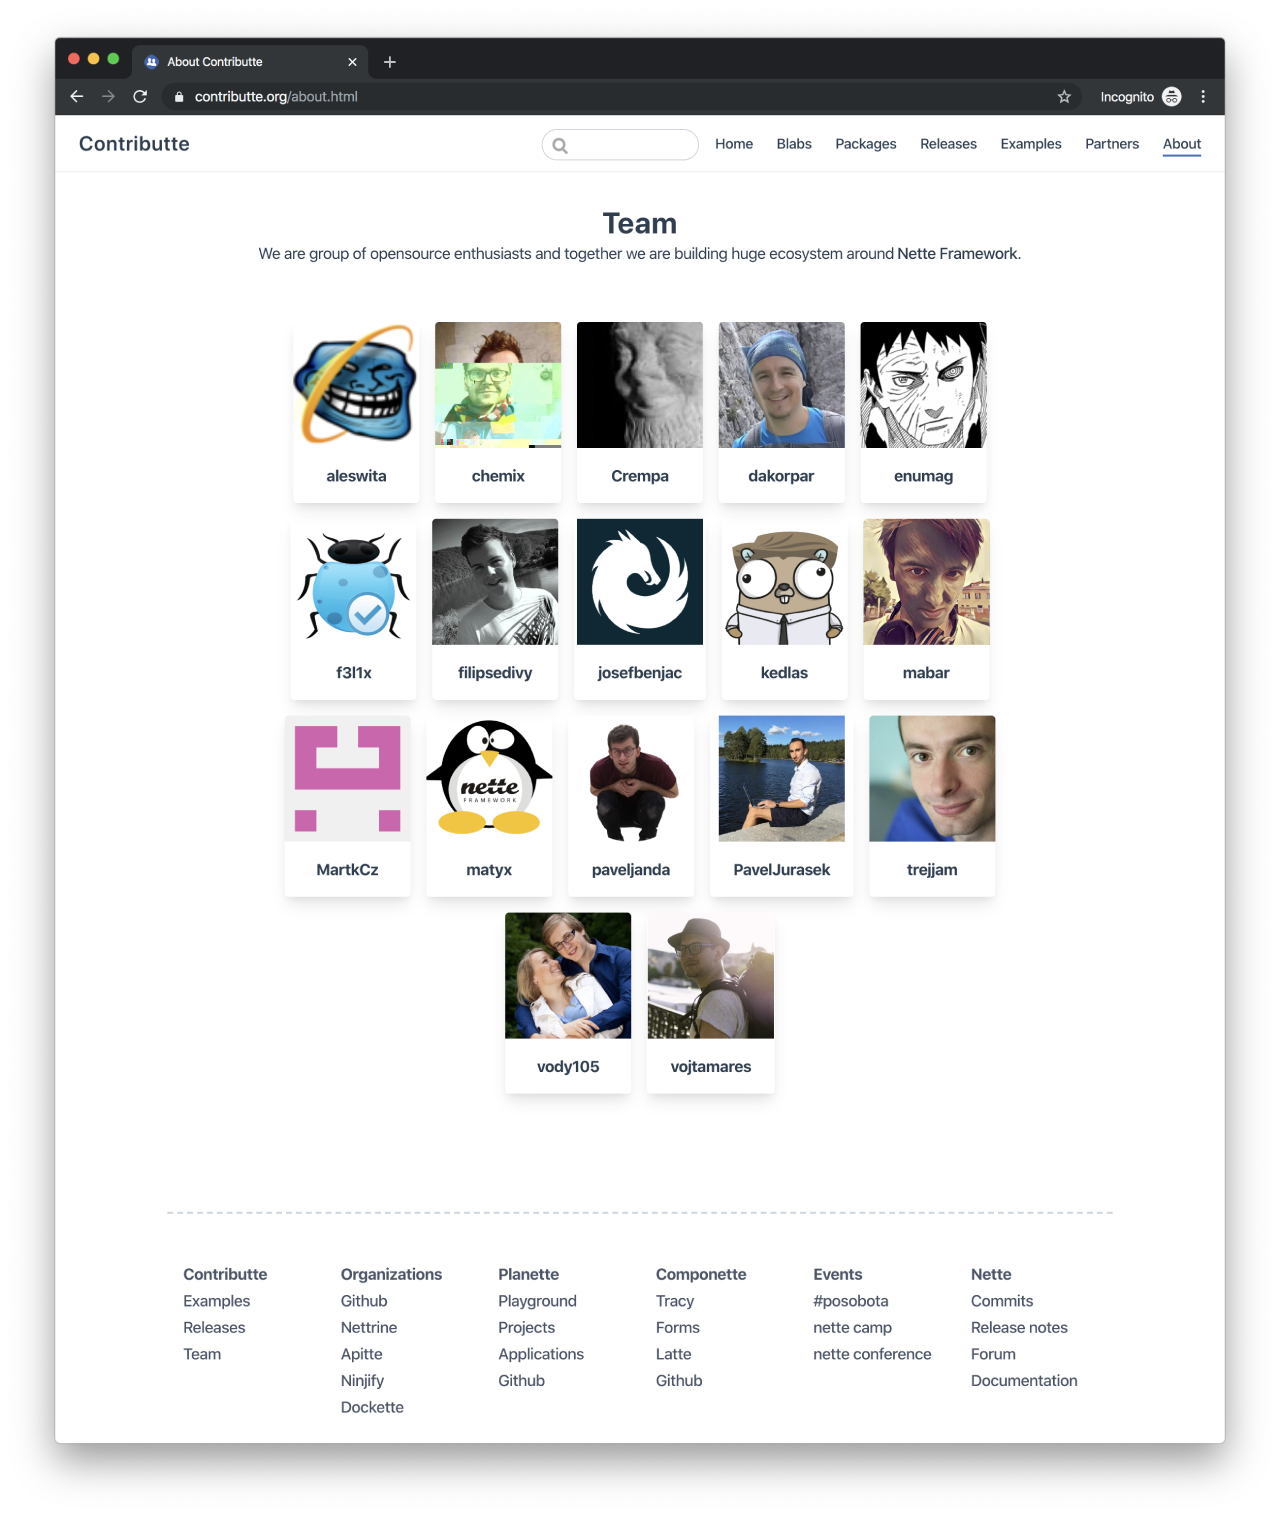 About Contributte
contributte.org/about.html
Incognito
Contributte
Home Blabs Packages Releases Examples Partners About
Team
We are group of opensource enthusiasts and together we are building huge ecosystem around Nette Framework.
aleswita chemix Crempa dakorpar enumag
f3l1x filipsedivy josefbenjac kedlas mabar
nette
FRAMEWORK
MartkCz matyx paveljanda PavelJurasek trejjam
vody105 vojtamares
Contributte Organizations Planette Componette Events Nette
Examples Github Playground Tracy #posobota Commits
Releases Nettrine Projects Forms nette camp Release notes
Team Apitte Applications Latte nette conference Forum
Ninjify Github Github Documentation
Dockette